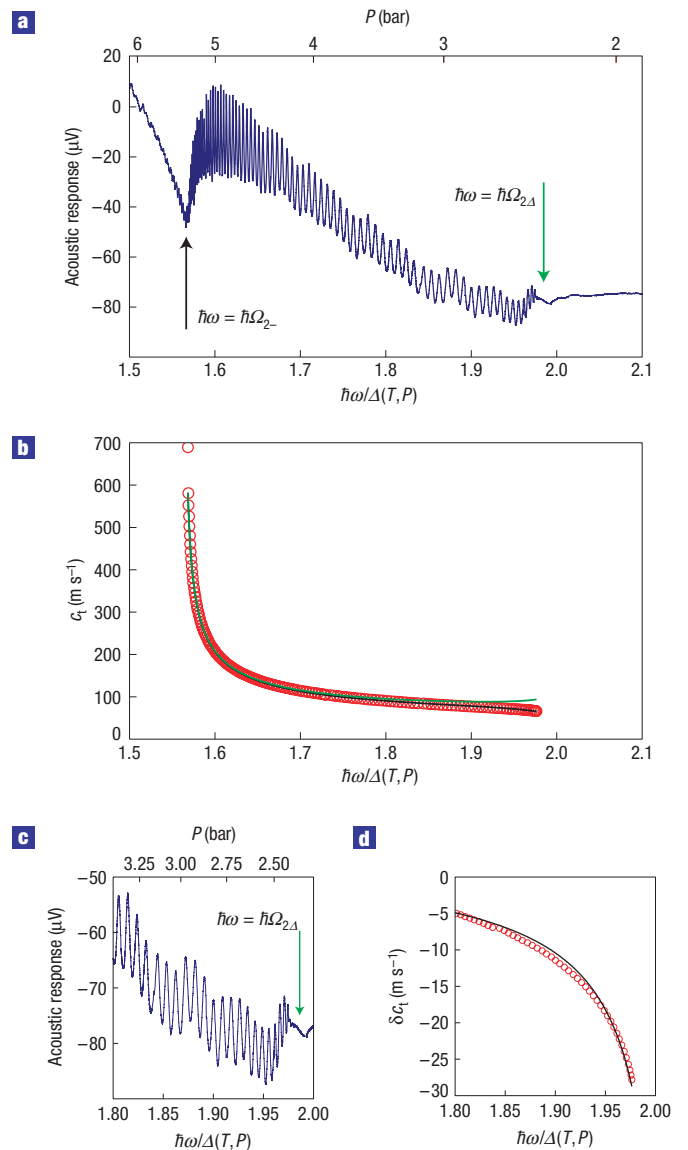 a
P (bar)
6 5 4 3 2
20
0
−20
−40
−60
−80
Acoustic response (μV)
ℏω = ℏΩ2Δ
ℏω = ℏΩ2–
1.5 1.6 1.7 1.8 1.9 2.0 2.1
ℏω/Δ(T, P)
b
700
600
500
400
300
200
100
0
ct (m s−1)
1.5 1.6 1.7 1.8 1.9 2.0 2.1
ℏω/Δ(T, P)
c
P (bar)
3.25 3.00 2.75 2.50
−50
−60
−70
−80
Acoustic response (μV)
ℏω = ℏΩ2Δ
1.80 1.85 1.90 1.95 2.00
ℏω/Δ(T, P)
d
0
−5
−10
−15
−20
−25
−30
δct (m s−1)
1.80 1.85 1.90 1.95 2.00
ℏω/Δ(T, P)